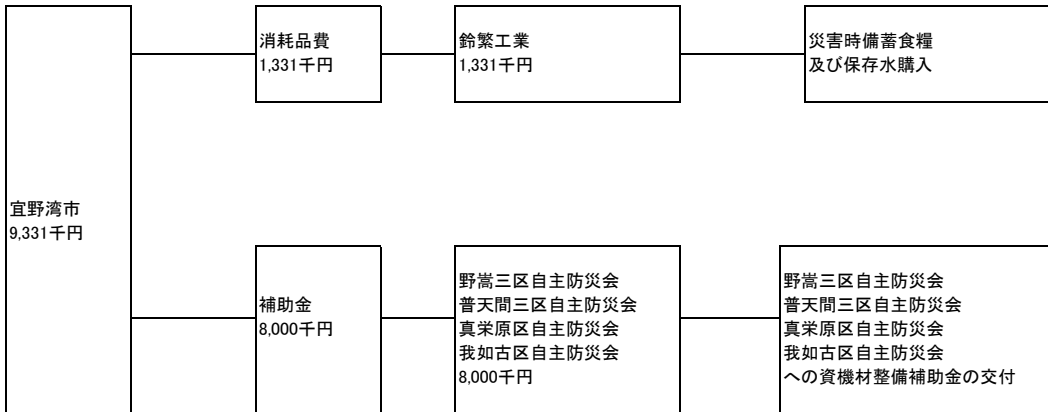 宜野湾市
9,331千円
消耗品費
1,331千円
鈴繁工業
1,331千円
災害時備蓄食糧
及び保存水購入
補助金
8,000千円
野嵩三区自主防災会
普天間三区自主防災会
真栄原区自主防災会
我如古区自主防災会
8,000千円
野嵩三区自主防災会
普天間三区自主防災会
真栄原区自主防災会
我如古区自主防災会
への資機材整備補助金の交付